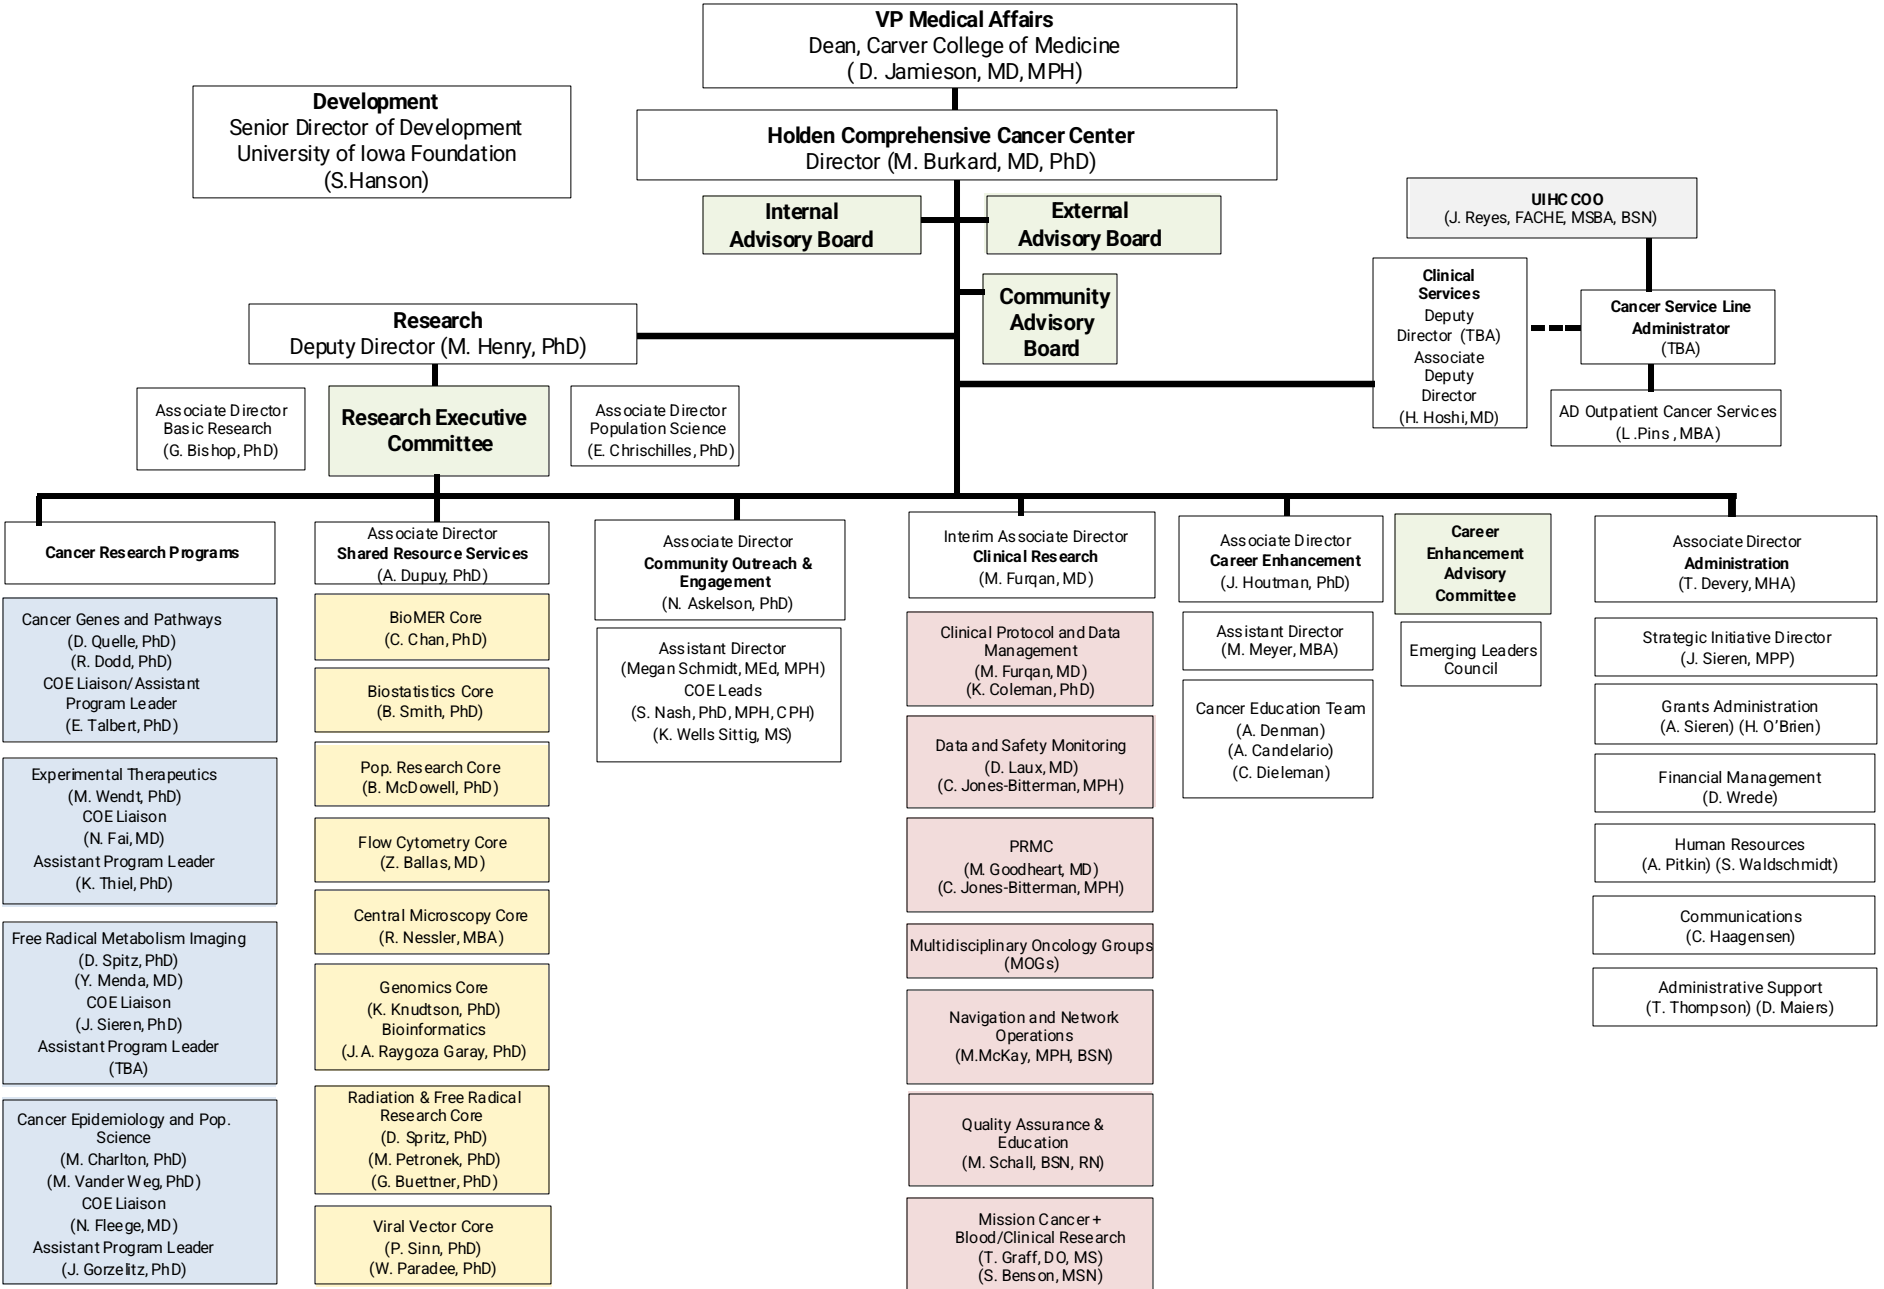 VP Medical Affairs
Dean, Carver College of Medicine
( D. Jamieson, MD, MPH)
Development
Senior Director of Development
University of Iowa Foundation
(S.Hanson)
Holden Comprehensive Cancer Center
Director (M. Burkard, MD, PhD)
Internal
Advisory Board
External
Advisory Board
UIHC COO
(J. Reyes, FACHE, MSBA, BSN)
Community
Advisory
Board
Clinical
Services
Deputy
Director (TBA)
Associate
Deputy
Director
(H. Hoshi, MD)
Cancer Service Line
Administrator
(TBA)
AD Outpatient Cancer Services
(L .Pins , MBA)
Research
Deputy Director (M. Henry, PhD)
Associate Director
Basic Research
(G. Bishop, PhD)
Research Executive
Committee
Associate Director
Population Science
(E. Chrischilles, PhD)
Cancer Research Programs
Cancer Genes and Pathways
(D. Quelle, PhD)
(R. Dodd, PhD)
COE Liaison/Assistant
Program Leader
(E. Talbert, PhD)
Experimental Therapeutics
(M. Wendt, PhD)
COE Liaison
(N. Fai, MD)
Assistant Program Leader
(K. Thiel, PhD)
Free Radical Metabolism Imaging
(D. Spitz, PhD)
(Y. Menda, MD)
COE Liaison
(J. Sieren, PhD)
Assistant Program Leader
(TBA)
Cancer Epidemiology and Pop.
Science
(M. Charlton, PhD)
(M. Vander Weg, PhD)
COE Liaison
(N. Fleege, MD)
Assistant Program Leader
(J. Gorzelitz, PhD)
Associate Director
Shared Resource Services
(A. Dupuy, PhD)
BioMER Core
(C. Chan, PhD)
Biostatistics Core
(B. Smith, PhD)
Pop. Research Core
(B. McDowell, PhD)
Flow Cytometry Core
(Z. Ballas, MD)
Central Microscopy Core
(R. Nessler, MBA)
Genomics Core
(K. Knudtson, PhD)
Bioinformatics
(J.A. Raygoza Garay, PhD)
Radiation & Free Radical
Research Core
(D. Spritz, PhD)
(M. Petronek, PhD)
(G. Buettner, PhD)
Viral Vector Core
(P. Sinn, PhD)
(W. Paradee, PhD)
Associate Director
Community Outreach &
Engagement
(N. Askelson, PhD)
Assistant Director
(Megan Schmidt, MEd, MPH)
COE Leads
(S. Nash, PhD, MPH, CPH)
(K. Wells Sittig, MS)
Interim Associate Director
Clinical Research
(M. Furqan, MD)
Clinical Protocol and Data
Management
(M. Furqan, MD)
(K. Coleman, PhD)
Data and Safety Monitoring
(D. Laux, MD)
(C. Jones-Bitterman, MPH)
PRMC
(M. Goodheart, MD)
(C. Jones-Bitterman, MPH)
Multidisciplinary Oncology Groups
(MOGs)
Navigation and Network
Operations
(M.McKay, MPH, BSN)
Quality Assurance &
Education
(M. Schall, BSN, RN)
Mission Cancer +
Blood/Clinical Research
(T. Graff, DO, MS)
(S. Benson, MSN)
Associate Director
Career Enhancement
(J. Houtman, PhD)
Assistant Director
(M. Meyer, MBA)
Cancer Education Team
(A. Denman)
(A. Candelario)
(C. Dieleman)
Career
Enhancement
Advisory
Committee
Emerging Leaders
Council
Associate Director
Administration
(T. Devery, MHA)
Strategic Initiative Director
(J. Sieren, MPP)
Grants Administration
(A. Sieren) (H. O’Brien)
Financial Management
(D. Wrede)
Human Resources
(A. Pitkin) (S. Waldschmidt)
Communications
(C. Haagensen)
Administrative Support
(T. Thompson) (D. Maiers)